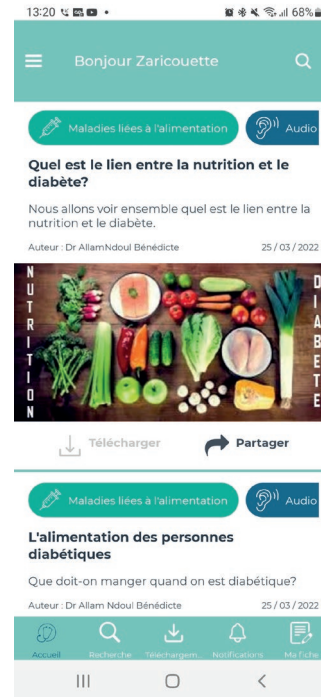 13:20
68%
Bonjour Zaricouette
Maladies liées à l'alimentation
Audio
Quel est le lien entre la nutrition et le
diabète?
Nous allons voir ensemble quel est le lien entre la
nutrition et le diabète.
Auteur : Dr AllamNdoul Bénédicte
25 / 03 / 2022
NUTRITION
DIABETE
Télécharger
Partager
Maladies liées à l'alimentation
Audio
L'alimentation des personnes
diabétiques
Que doit-on manger quand on est diabétique?
Auteur : Dr Allam Ndoul Bénédicte
25 / 03 / 2022
Accueil
Recherche
Téléchargem...
Notifications
Ma fiche